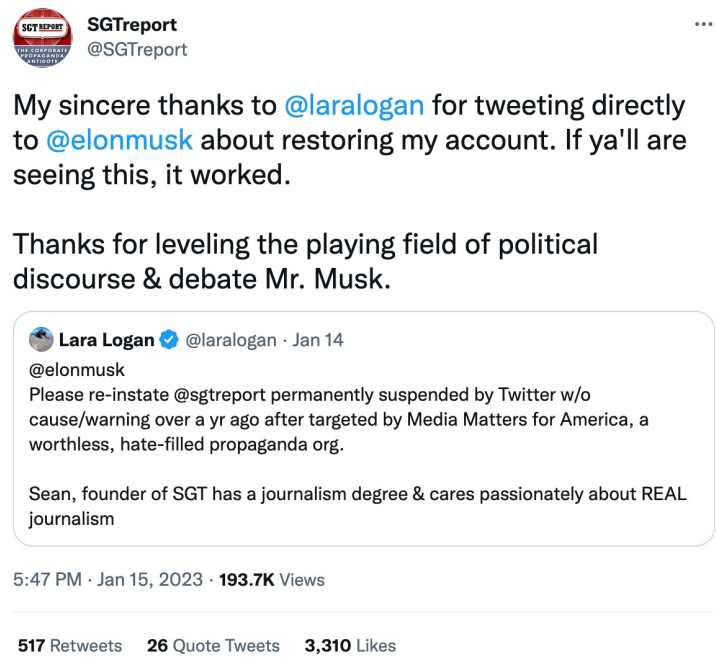 SGT REPORT
THE CORPORATE
PROPAGANDA
ANTIDOTE
SGTreport
@SGTreport
My sincere thanks to @laralogan for tweeting directly
to @elonmusk about restoring my account. If ya'll are
seeing this, it worked.
Thanks for leveling the playing field of political
discourse & debate Mr. Musk.
Lara Logan @laralogan · Jan 14
@elonmusk
Please re-instate @sgtreport permanently suspended by Twitter w/o
cause/warning over a yr ago after targeted by Media Matters for America, a
worthless, hate-filled propaganda org.
Sean, founder of SGT has a journalism degree & cares passionately about REAL
journalism
5:47 PM · Jan 15, 2023 · 193.7K Views
517 Retweets 26 Quote Tweets 3,310 Likes